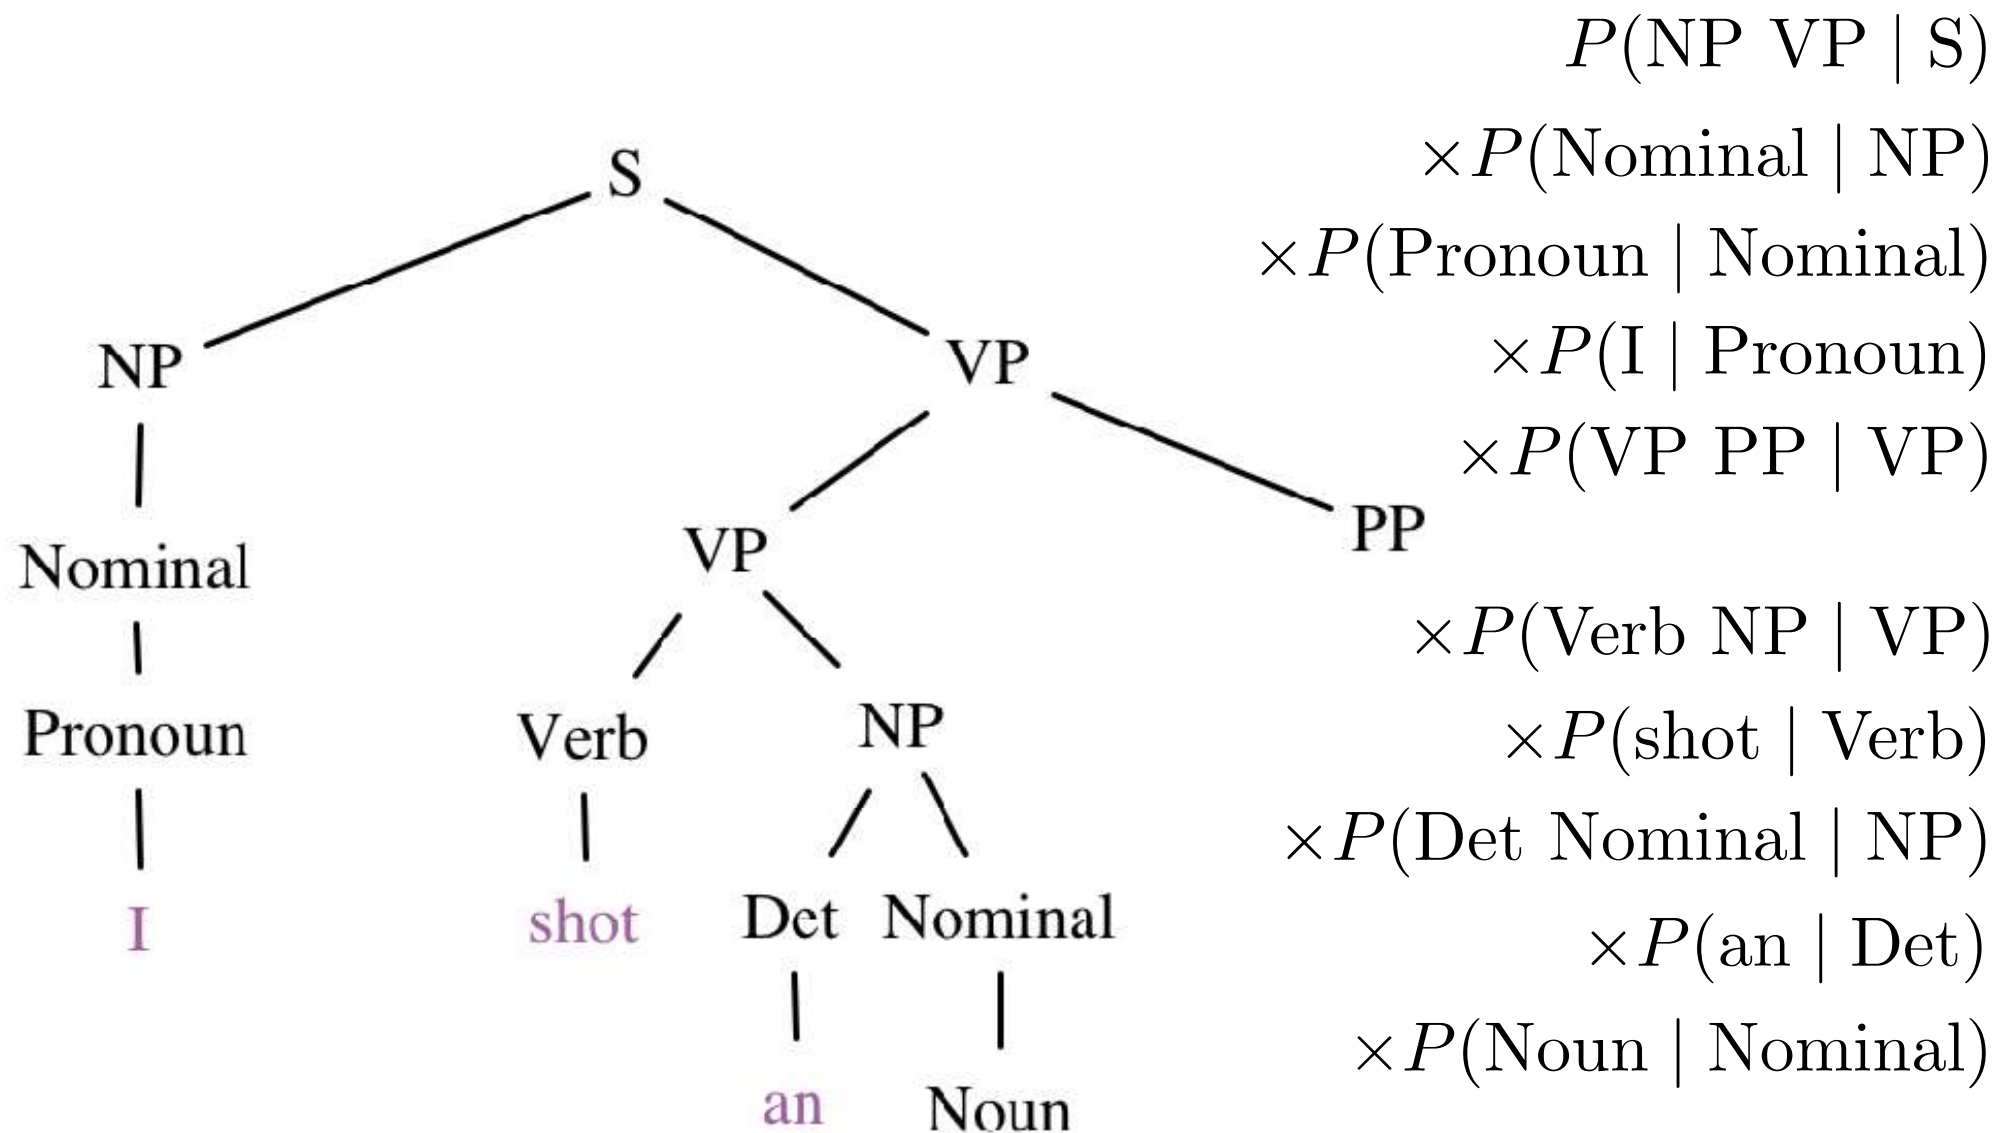 P(NP VP | S)
×P(Nominal | NP)
S
×P(Pronoun | Nominal)
NP VP ×P(I | Pronoun)
×P(VP PP | VP)
VP PP
Nominal
×P(Verb NP | VP)
Pronoun Verb NP ×P(shot | Verb)
×P(Det Nominal | NP)
I shot Det Nominal
×P(an | Det)
×P(Noun | Nominal)
an Noun